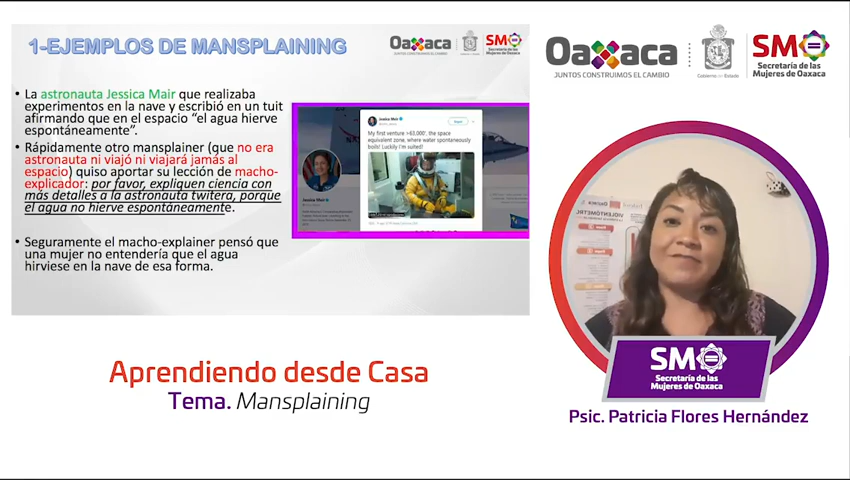 1-EJEMPLOS DE MANSPLAINING
Oaxaca
JUNTOS CONSTRUIMOS EL CAMBIO
SM
• La astronauta Jessica Mair que realizaba
experimentos en la nave y escribió en un tuit
afirmando que en el espacio “el agua hierve
espontáneamente”.
• Rápidamente otro mansplainer (que no era
astronauta ni viajó ni viajará jamás al
espacio) quiso aportar su lección de macho-
explicador: por favor, expliquen ciencia con
más detalles a la astronauta twitera, porque
el agua no hierve espontáneamente.
• Seguramente el macho-explainer pensó que
una mujer no entendería que el agua
hirviese en la nave de esa forma.
Jessica Meir
My first venture >63,000', the space
equivalent zone, where water spontaneously
boils! Luckily I'm suited!
Jessica Meir
Oaxaca
JUNTOS CONSTRUIMOS EL CAMBIO
Gobierno del Estado
SM
Secretaría de las
Mujeres de Oaxaca
VIOLENTÓMETRO
SM
Secretaría de las
Mujeres de Oaxaca
Psic. Patricia Flores Hernández
Aprendiendo desde Casa
Tema. Mansplaining